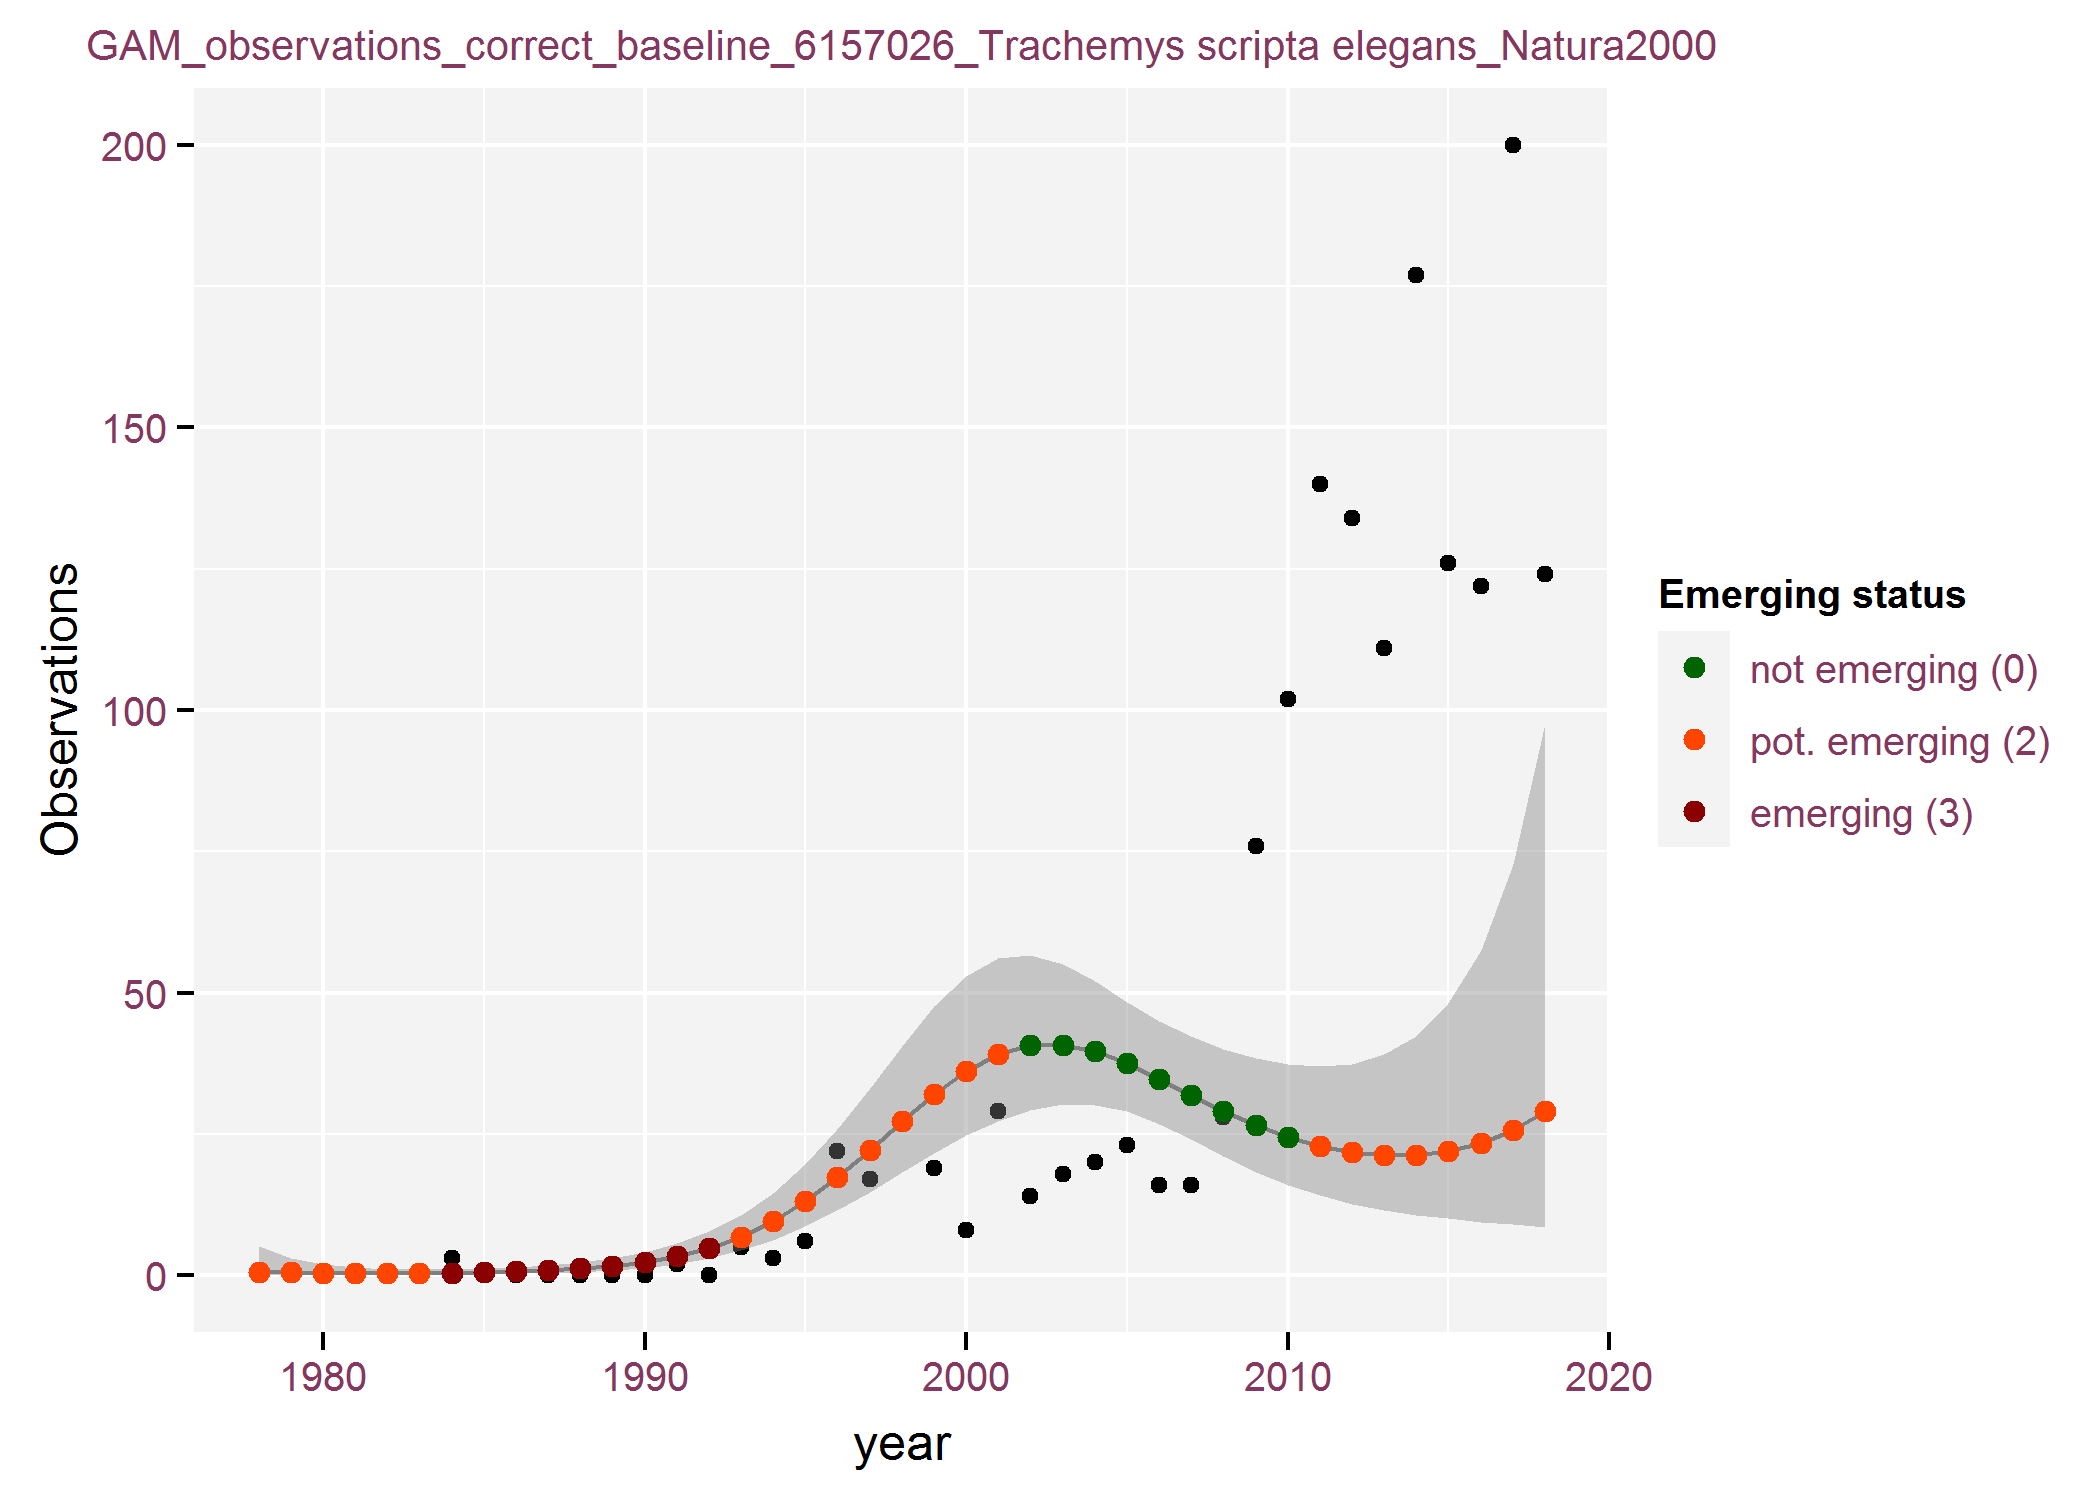 GAM_observations_correct_baseline_6157026_Trachemys scripta elegans_Natura2000
200
150
100
50
0
Observations
1980 1990 2000 2010 2020
year
Emerging status
not emerging (0)
pot. emerging (2)
emerging (3)